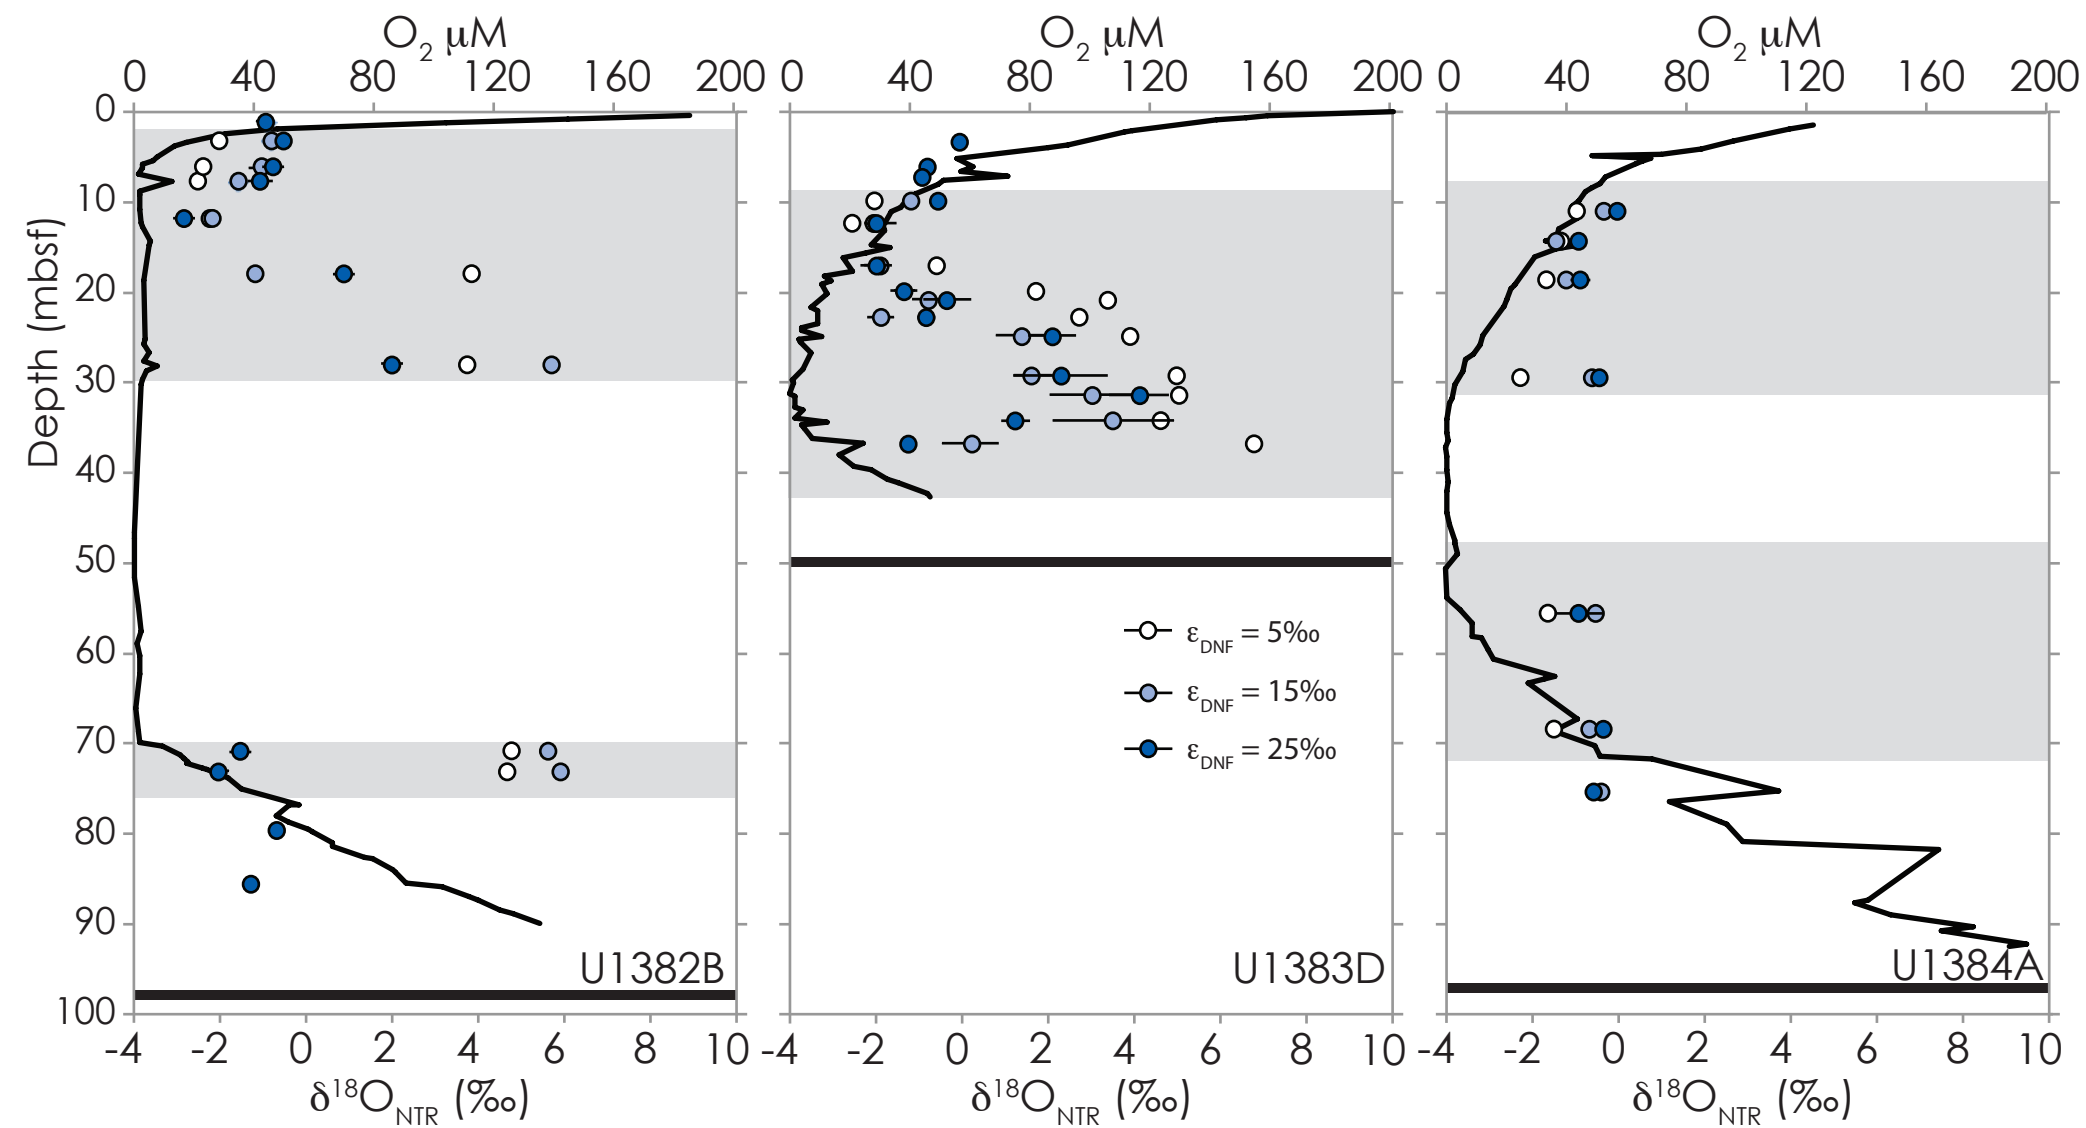 O2 μM O2 μM O2 μM
0 40 80 120 160 200 0 40 80 120 160 200 0 40 80 120 160 200
Depth (mbsf)
0
10
20
30
40
50
60
70
80
90
100
εDNF = 5‰
εDNF = 15‰
εDNF = 25‰
U1382B U1383D U1384A
-4 -2 0 2 4 6 8 10 -4 -2 0 2 4 6 8 10 -4 -2 0 2 4 6 8 10
δ18ONTR (‰) δ18ONTR (‰) δ18ONTR (‰)